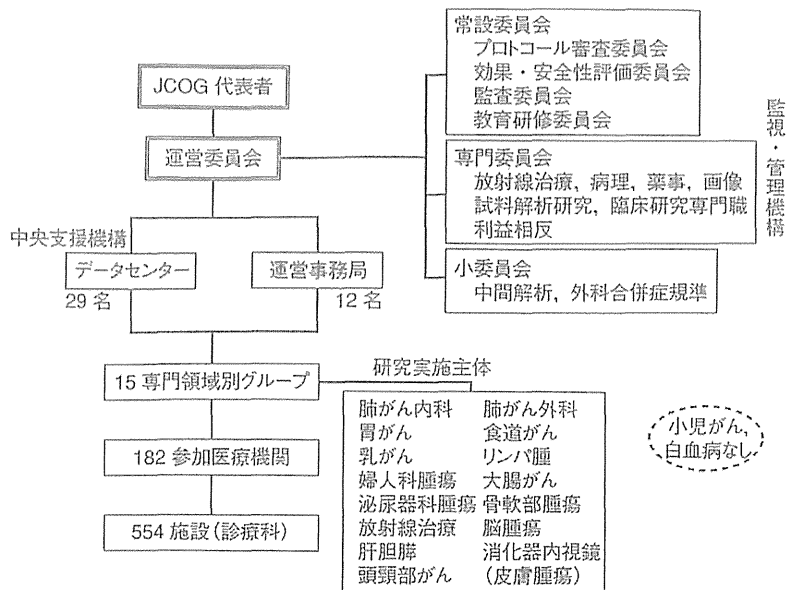 JCOG 代表者
運営委員会
中央支援機構
データセンター
29 名
運営事務局
12 名
15 専門領域別グループ
182 参加医療機関
554 施設(診療科)
常設委員会
プロトコール審査委員会
効果・安全性評価委員会
監査委員会
教育研修委員会
専門委員会
放射線治療, 病理, 薬事, 画像
試料解析研究, 臨床研究専門職
利益相反
小委員会
中間解析, 外科合併症規準
監視・管理機構
研究実施主体
肺がん内科 肺がん外科
胃がん 食道がん
乳がん リンパ腫
婦人科腫瘍 大腸がん
泌尿器科腫瘍 骨軟部腫瘍
放射線治療 脳腫瘍
肝胆膵 消化器内視鏡
頭頸部がん (皮膚腫瘍)
小児がん,
白血病なし